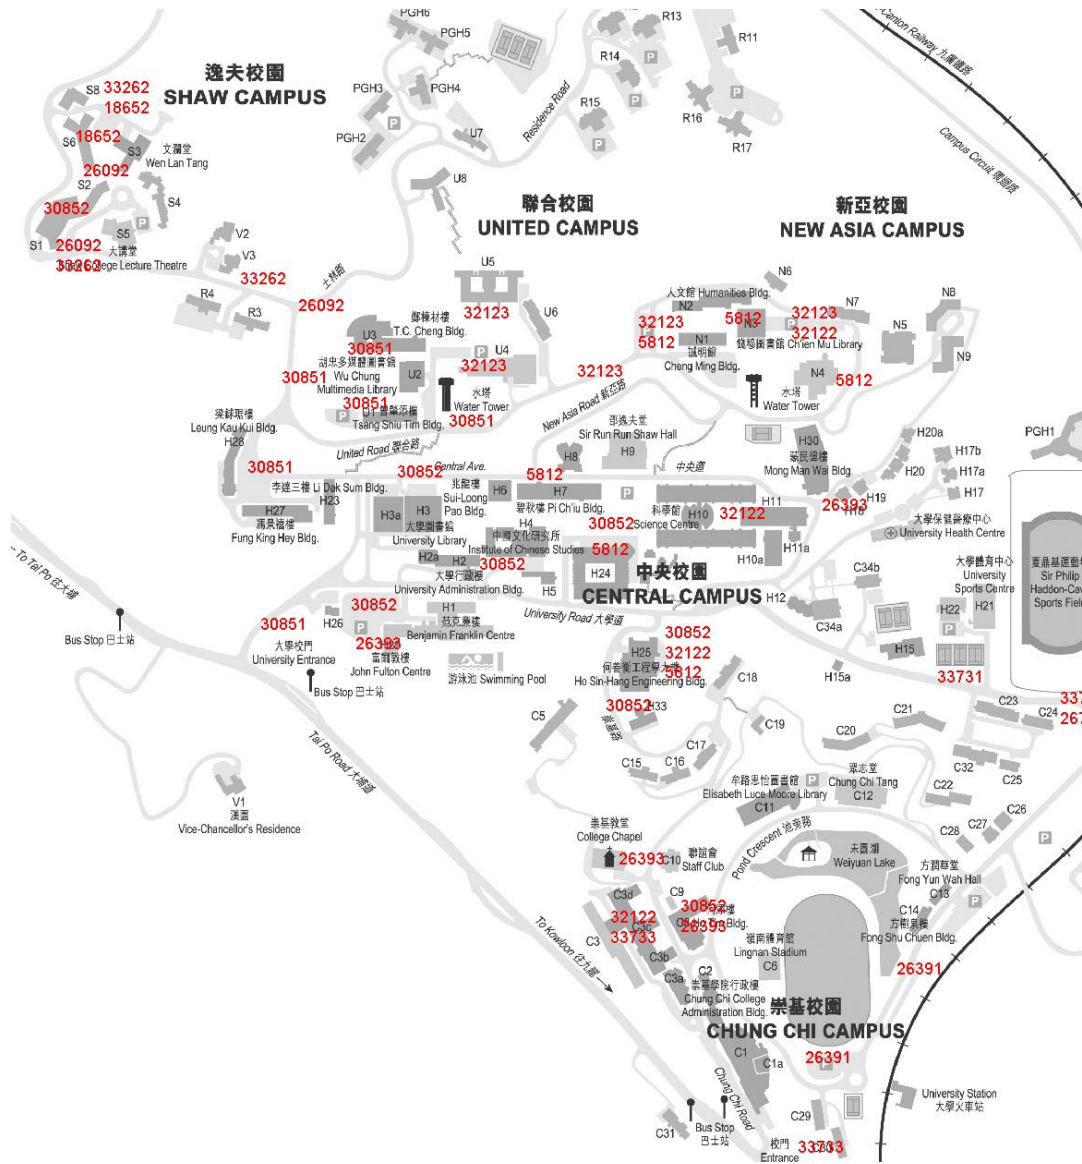 PGH6
PGH5
R13
R11
Canton Railway 九廣鐵路
逸夫校園
SHAW CAMPUS
S8
33262
18652
PGH3
PGH4
R14
R15
R16
R17
Residence Road
Campus Circuit 環迴路
PGH2
U7
18652
S6
S3
文瀾堂
Wen Lan Tang
26092
S2
S4
30852
S1
S5
26092
大講堂
Shaw College Lecture Theatre
33262
U8
聯合校園
UNITED CAMPUS
新亞校園
NEW ASIA CAMPUS
V2
V3
33262
士林路
R4
R3
26092
U5
32123
U6
鄭棟材樓
T.C. Cheng Bldg.
U3
30851
胡忠多媒體圖書館
Wu Chung
Multimedia Library
U2
U4
32123
32123
水塔
Water Tower
30851
30851
U1 曾肇添樓
Tsang Shiu Tim Bldg.
30851
N6
人文館 Humanities Bldg.
N2
5812
N3
32123
32122
N7
N8
32123
5812
N1
誠明館
Cheng Ming Bldg.
錢穆圖書館 Ch'ien Mu Library
N5
N4
5812
N9
水塔
Water Tower
New Asia Road 新亞路
梁銶琚樓
Leung Kau Kui Bldg.
H28
United Road 聯合路
30851
30852
Central Ave.
5812
H8
邵逸夫堂
Sir Run Run Shaw Hall
H9
中央道
H30
蒙民偉樓
Mong Man Wai Bldg.
H20a
H20
H17b
H17a
H17
H19
26393
H18
PGH1
李達三樓 Li Dak Sum Bldg.
H27
馮景禧樓
Fung King Hey Bldg.
H23
兆龍樓
Sui-Loong
Pao Bldg.
H6
H7
碧秋樓 Pi Ch'iu Bldg.
H3a
H3
大學圖書館
University Library
H4
中國文化研究所
Institute of Chinese Studies
30852
30852
科學館
Science Centre
H10
32122
H11
H10a
H11a
大學保健醫療中心
University Health Centre
5812
H24
H2a
H2
大學行政樓
University Administration Bldg.
H5
中央校園
CENTRAL CAMPUS
H12
C34b
C34a
大學體育中心
University
Sports Centre
H22
H21
夏鼎基運動場
Sir Philip
Haddon-Cave
Sports Field
To Tai Po 往大埔
Bus Stop 巴士站
30852
30851
大學校門
University Entrance
H26
H1
范克廉樓
Benjamin Franklin Centre
26393
富爾敦樓
John Fulton Centre
University Road 大學道
游泳池 Swimming Pool
Bus Stop 巴士站
30852
32122
5812
H25
何善衡工程學大樓
Ho Sin-Hang Engineering Bldg.
30852
H33
崇基路
H15
H15a
33731
C18
C19
C20
C21
C23
C24
C5
C15
C16
C17
C32
C25
Tai Po Road 大埔道
V1
漢園
Vice-Chancellor's Residence
牟路思怡圖書館
Elisabeth Luce Moore Library
C11
眾志堂
Chung Chi Tang
C12
C22
C26
C27
C28
崇基教堂
College Chapel
26393
C10
聯誼會
Staff Club
Pond Crescent 池旁路
未圓湖
Weiyuan Lake
方潤華堂
Fong Yun Wah Hall
C13
C14
方樹泉樓
Fong Shu Chuen Bldg.
C3d
C9
30852
26393
32122
C3c
33733
C3
C3b
C3a
C2
嶺南體育館
Lingnan Stadium
C6
26391
To Kowloon 往九龍
崇基學院行政樓
Chung Chi College
Administration Bldg.
崇基校園
CHUNG CHI CAMPUS
26391
C1
C1a
Chung Chi Road
C31
Bus Stop
巴士站
C29
校門
Entrance
33733
University Station
大學火車站